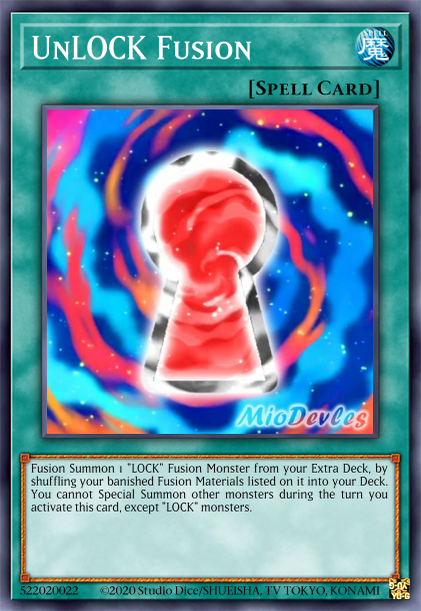 UnLOCK Fusion
SPELL
魔
[Spell Card]
MioDevles
Fusion Summon 1 "LOCK" Fusion Monster from your Extra Deck, by
shuffling your banished Fusion Materials listed on it into your Deck.
You cannot Special Summon other monsters during the turn you
activate this card, except "LOCK" monsters.
522020022
©2020 Studio Dice/SHUEISHA, TV TOKYO, KONAMI